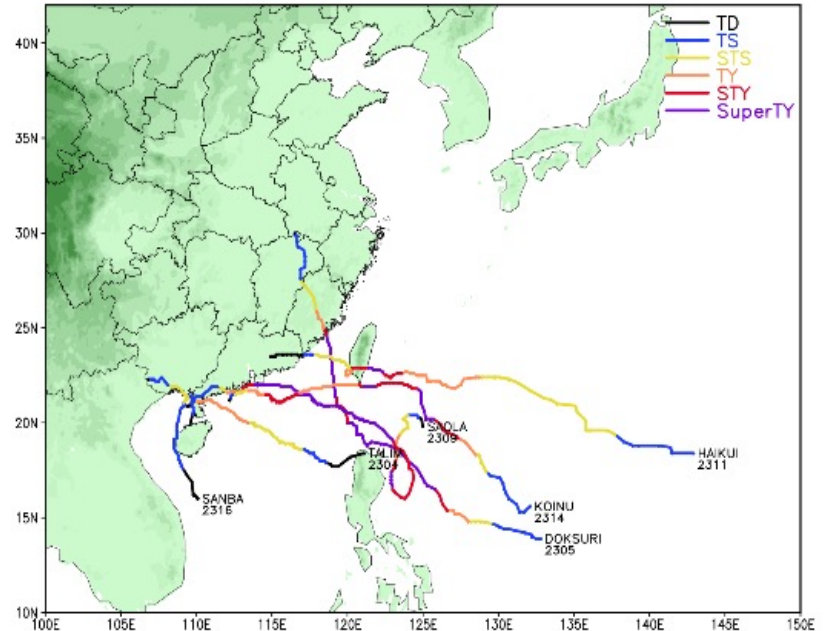 40N
35N
30N
25N
20N
15N
10N
100E
105E
110E
115E
120E
125E
130E
135E
140E
145E
150E
TD
TS
STS
TY
STY
SuperTY
SAOLA
2309
TALIM
2304
HAIKUI
2311
SANBA
2316
KOINU
2314
DOKSURI
2305